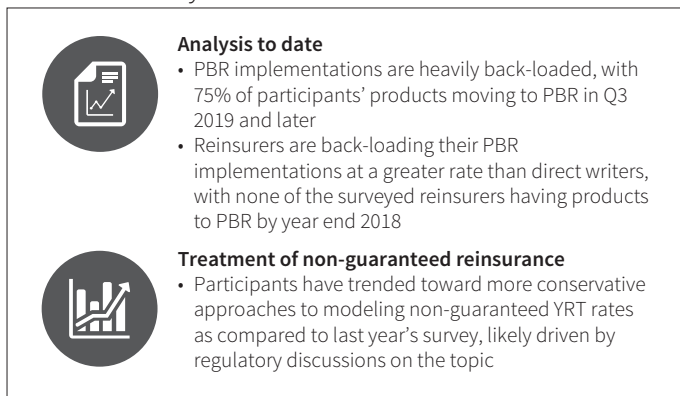 Analysis to date
• PBR implementations are heavily back-loaded, with
75% of participants’ products moving to PBR in Q3
2019 and later
• Reinsurers are back-loading their PBR
implementations at a greater rate than direct writers,
with none of the surveyed reinsurers having products
to PBR by year end 2018
Treatment of non-guaranteed reinsurance
• Participants have trended toward more conservative
approaches to modeling non-guaranteed YRT rates
as compared to last year’s survey, likely driven by
regulatory discussions on the topic